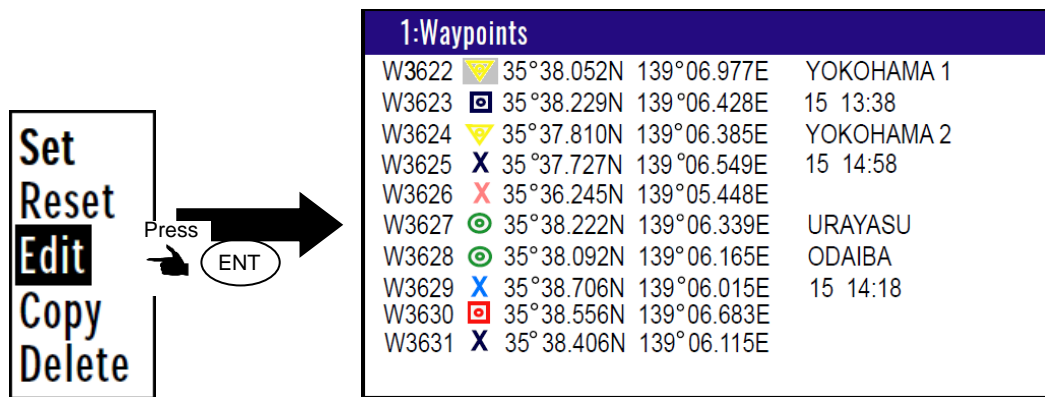 Set
Reset
Edit
Copy
Delete
Press
ENT
1:Waypoints
W3622 35°38.052N 139°06.977E YOKOHAMA 1
W3623 35°38.229N 139°06.428E 15 13:38
W3624 35°37.810N 139°06.385E YOKOHAMA 2
W3625 X 35°37.727N 139°06.549E 15 14:58
W3626 X 35°36.245N 139°05.448E
W3627 35°38.222N 139°06.339E URAYASU
W3628 35°38.092N 139°06.165E ODAIBA
W3629 X 35°38.706N 139°06.015E 15 14:18
W3630 35°38.556N 139°06.683E
W3631 X 35°38.406N 139°06.115E